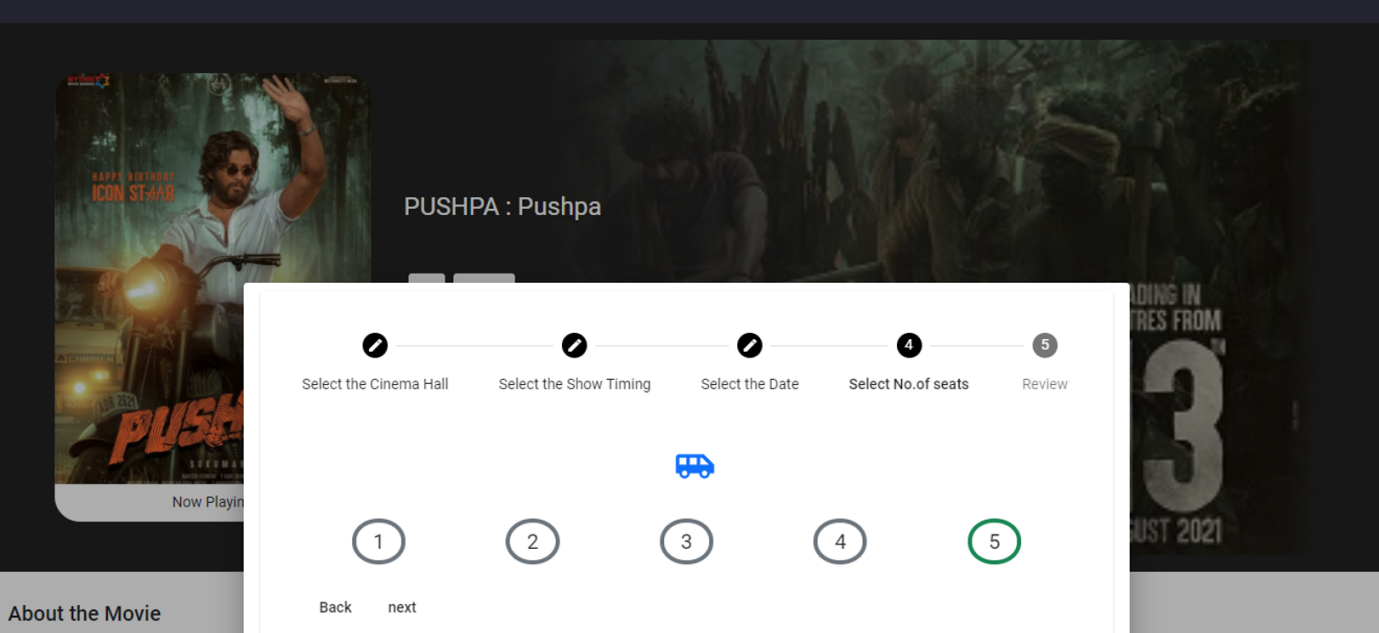 HAPPY BIRTHDAY
ICON STAAR
PUSHPA : Pushpa
ADING IN
TRES FROM
3
UST 2021
PUSH
SUKUMAR
Now Playin
4
5
Select the Cinema Hall
Select the Show Timing
Select the Date
Select No.of seats
Review
1
2
3
4
5
Back
next
About the Movie